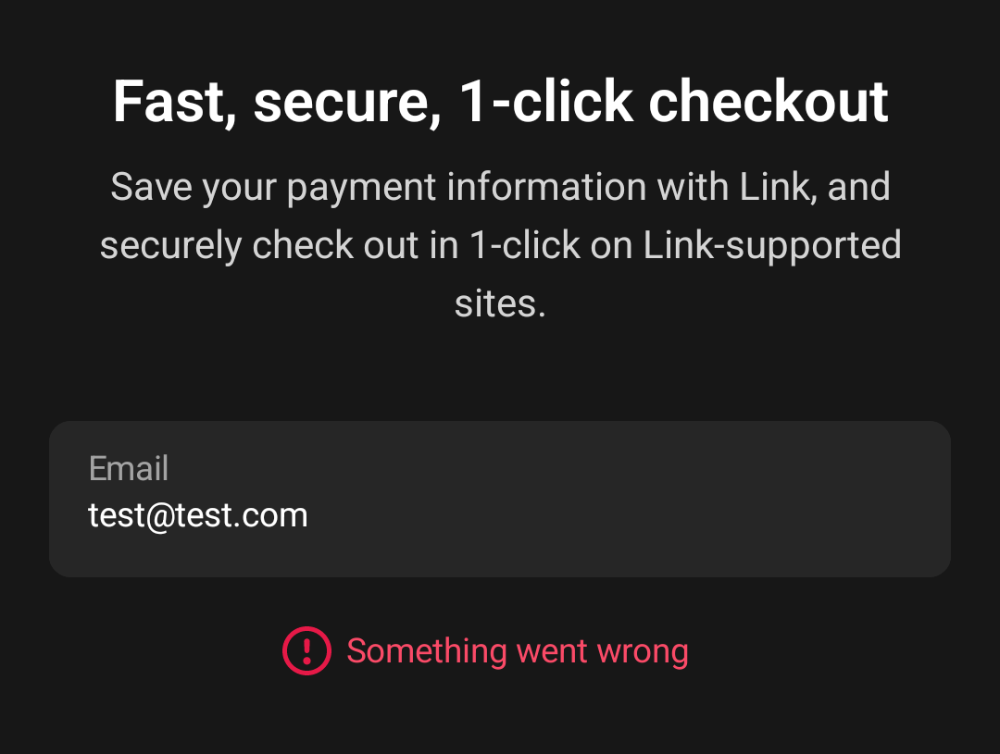 Fast, secure, 1-click checkout
Save your payment information with Link, and
securely check out in 1-click on Link-supported
sites.
Email
test@test.com
Something went wrong